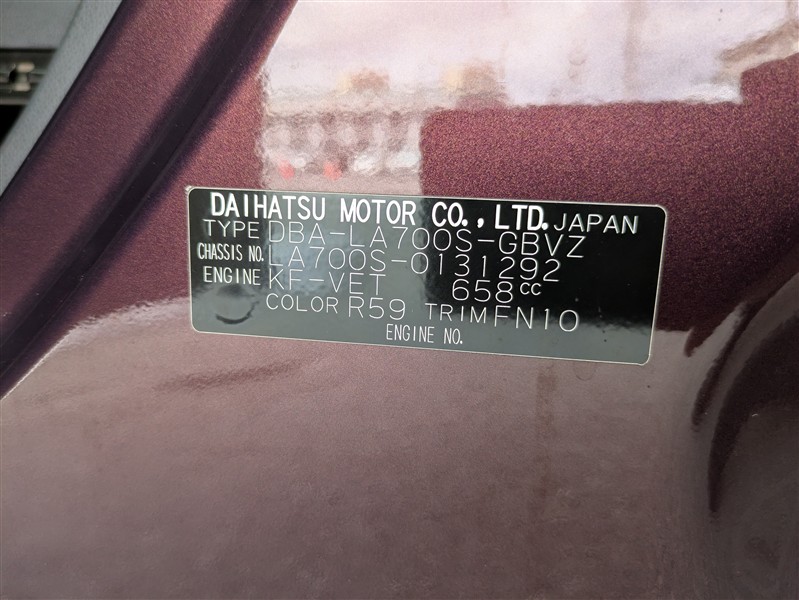 DAIHATSU MOTOR CO., LTD. JAPAN
TYPE DBA-LA700S-GBVZ
CHASSIS NO. LA700S-0131292
ENGINE KF-VET 658cc
COLOR R59 TRIM FN10
ENGINE NO.